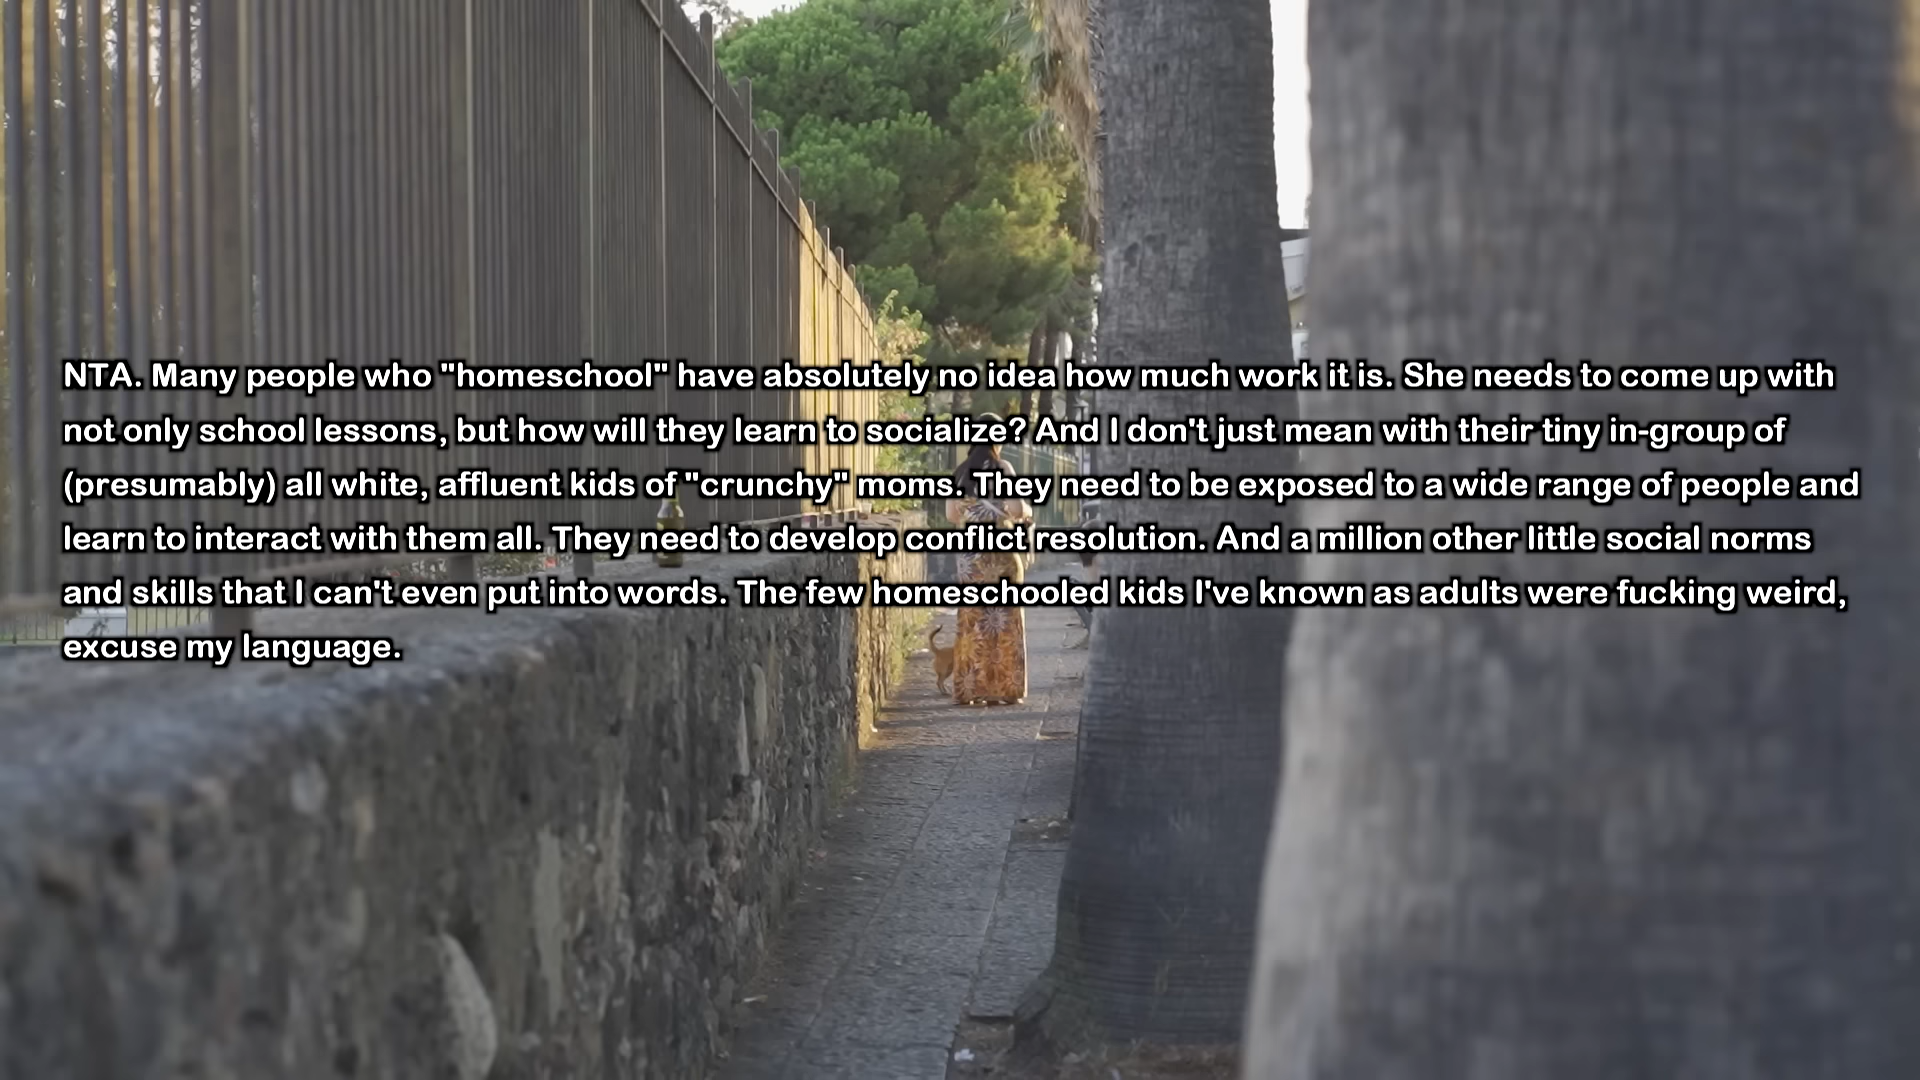 NTA. Many people who "homeschool" have absolutely no idea how much work it is. She needs to come up with
not only school lessons, but how will they learn to socialize? And I don't just mean with their tiny in-group of
(presumably) all white, affluent kids of "crunchy" moms. They need to be exposed to a wide range of people and
learn to interact with them all. They need to develop conflict resolution. And a million other little social norms
and skills that I can't even put into words. The few homeschooled kids I've known as adults were fucking weird,
excuse my language.